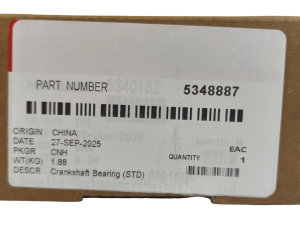 PART NUMBER 5348887
ORIGIN CHINA
DATE 27-SEP-2025 EAC
PKGR CNH QUANTITY
WT(KG) 1.88 1
DESCR Crankshaft Bearing (STD)